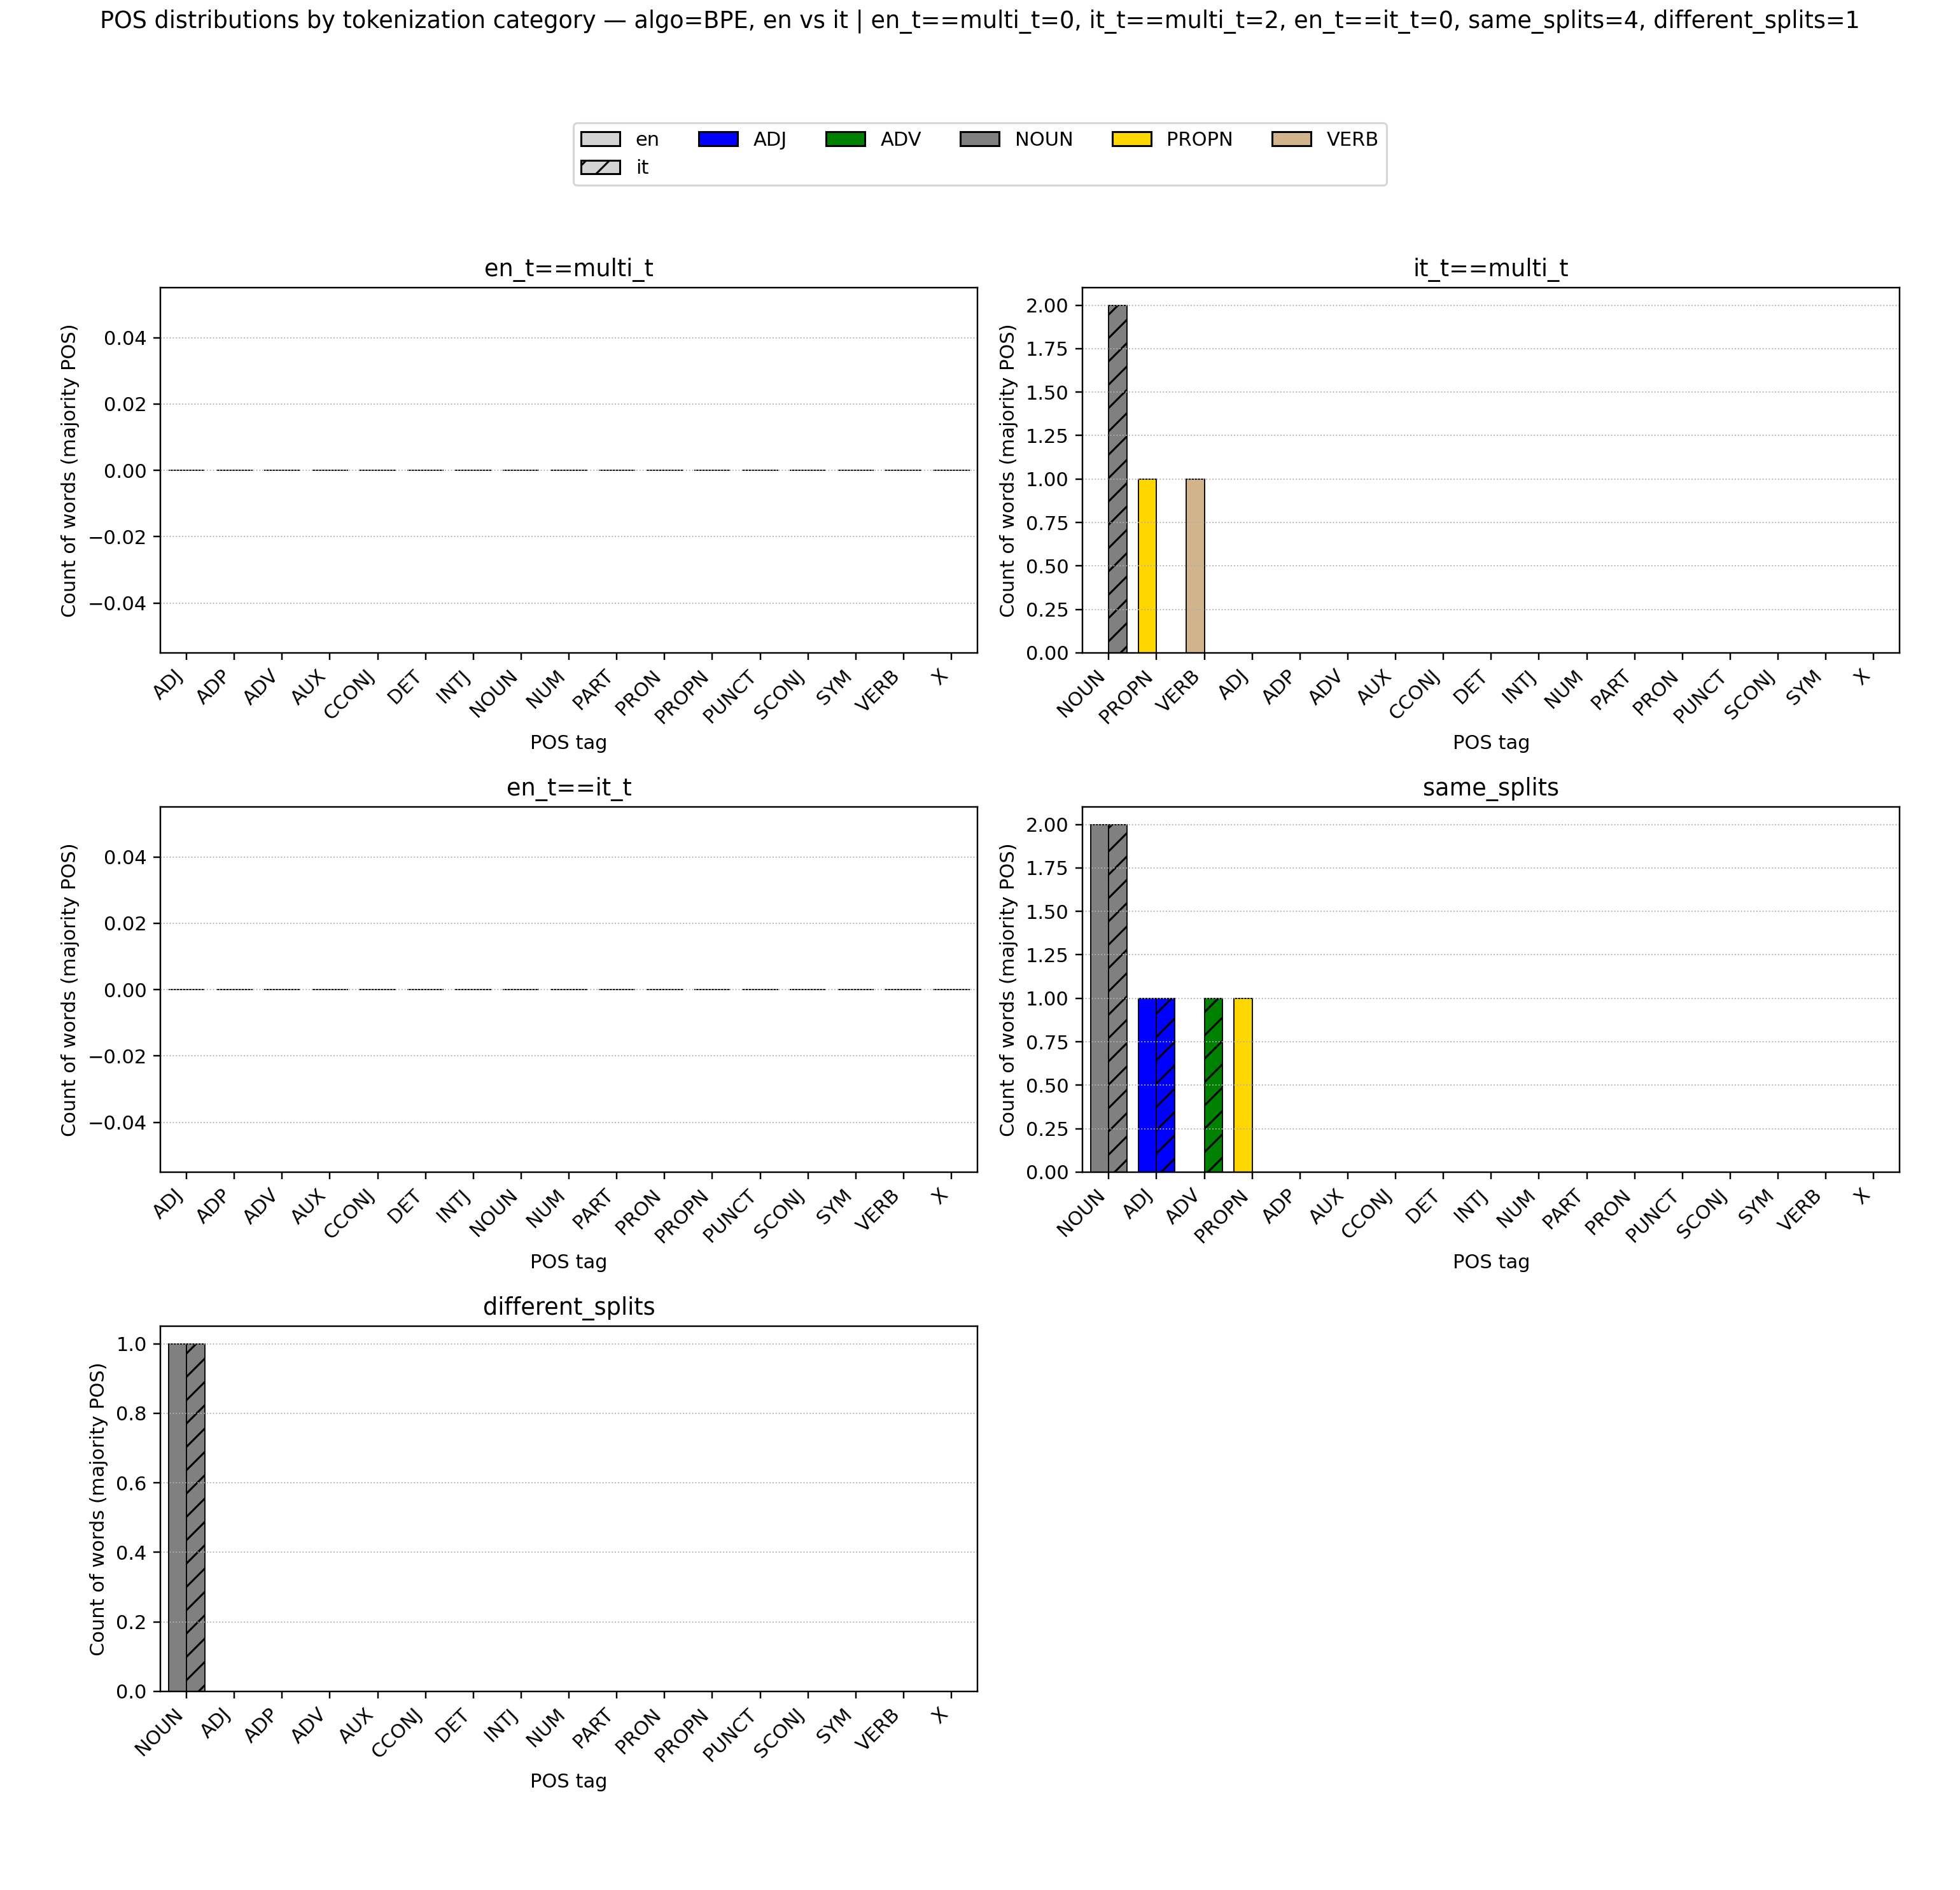 POS distributions by tokenization category — algo=BPE, en vs it | en_t==multi_t=0, it_t==multi_t=2, en_t==it_t=0, same_splits=4, different_splits=1
en ADJ ADV NOUN PROPN VERB
it
en_t==multi_t
Count of words (majority POS)
0.04
0.02
0.00
−0.02
−0.04
ADJ ADP ADV AUX CCONJ DET INTJ NOUN NUM PART PRON PROPN PUNCT SCONJ SYM VERB X
POS tag
it_t==multi_t
Count of words (majority POS)
2.00
1.75
1.50
1.25
1.00
0.75
0.50
0.25
0.00
NOUN PROPN VERB ADJ ADP ADV AUX CCONJ DET INTJ NUM PART PRON PUNCT SCONJ SYM X
POS tag
en_t==it_t
Count of words (majority POS)
0.04
0.02
0.00
−0.02
−0.04
ADJ ADP ADV AUX CCONJ DET INTJ NOUN NUM PART PRON PROPN PUNCT SCONJ SYM VERB X
POS tag
same_splits
Count of words (majority POS)
2.00
1.75
1.50
1.25
1.00
0.75
0.50
0.25
0.00
NOUN ADJ ADV PROPN ADP AUX CCONJ DET INTJ NUM PART PRON PUNCT SCONJ SYM VERB X
POS tag
different_splits
Count of words (majority POS)
1.0
0.8
0.6
0.4
0.2
0.0
NOUN ADJ ADP ADV AUX CCONJ DET INTJ NUM PART PRON PROPN PUNCT SCONJ SYM VERB X
POS tag